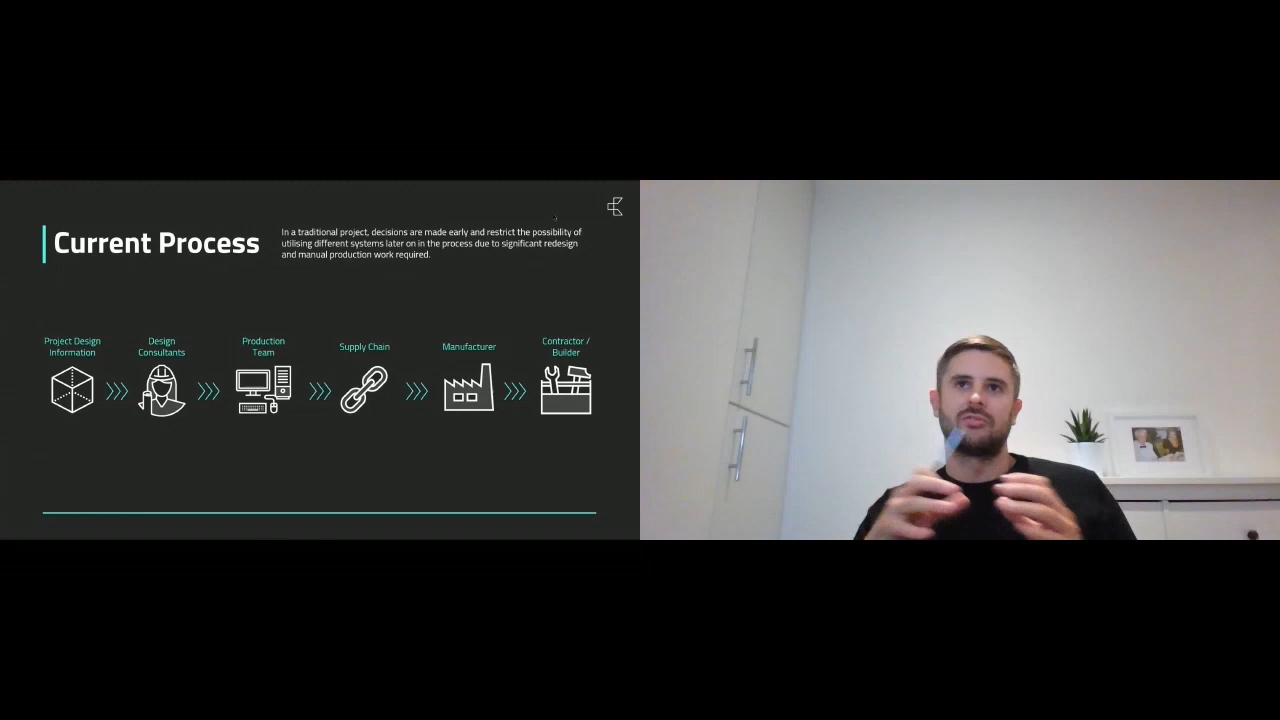 Current Process
In a traditional project, decisions are made early and restrict the possibility of
utilising different systems later on in the process due to significant redesign
and manual production work required.
Project Design
Information
Design
Consultants
Production
Team
Supply Chain
Manufacturer
Contractor /
Builder